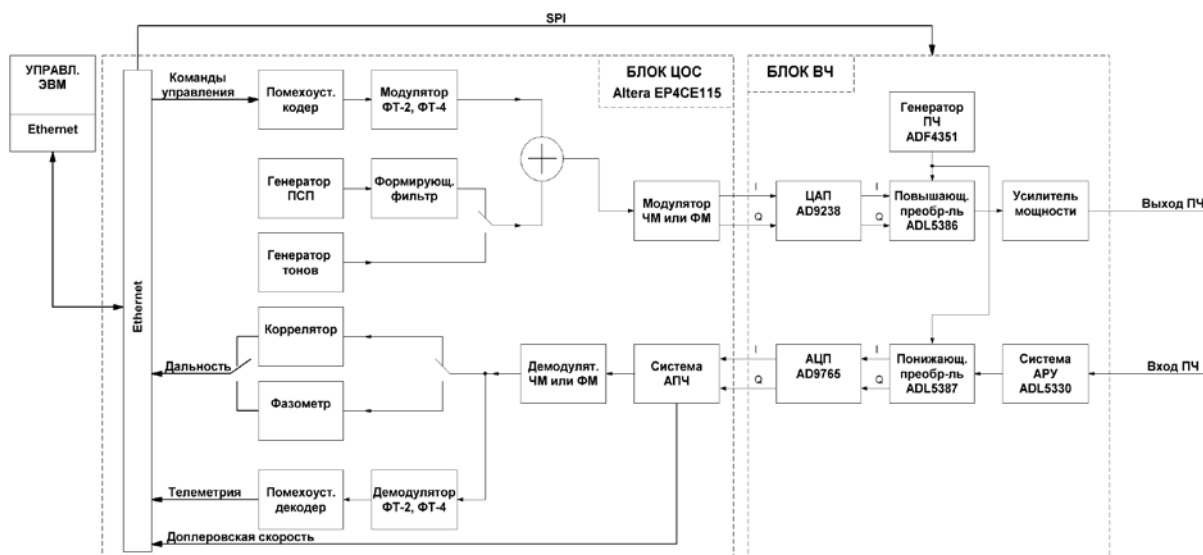 SPI
УПРАВЛ.
ЭВМ
Ethernet
БЛОК ЦОС
Altera EP4CE115
БЛОК ВЧ
Команды
управления
Помехоуст.
кодер
Модулятор
ФТ-2, ФТ-4
Генератор
ПЧ
ADF4351
Генератор
ПСП
Формирующ.
фильтр
Модулятор
ЧМ или ФМ
I
Q
ЦАП
AD9238
I
Q
Повышающ.
преобр-ль
ADL5386
Усилитель
мощности
Выход ПЧ
Генератор
тонов
Ethernet
Коррелятор
Дальность
Фазометр
Демодулят.
ЧМ или ФМ
Система
АПЧ
I
Q
АЦП
AD9765
I
Q
Понижающ.
преобр-ль
ADL5387
Система
АРУ
ADL5330
Вход ПЧ
Телеметрия
Помехоуст.
декодер
Демодулятор
ФТ-2, ФТ-4
Доплеровская скорость